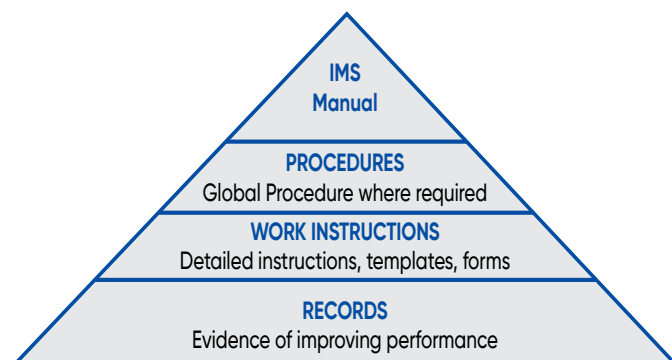 IMS
Manual
PROCEDURES
Global Procedure where required
WORK INSTRUCTIONS
Detailed instructions, templates, forms
RECORDS
Evidence of improving performance